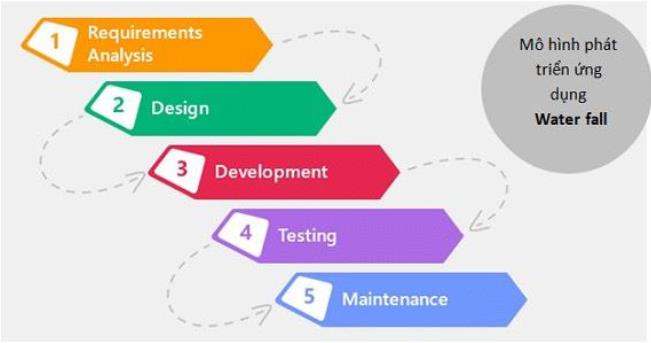 1
Requirements
Analysis
2
Design
3
Development
4
Testing
5
Maintenance
Mô hình phát
triển ứng
dụng
Water fall